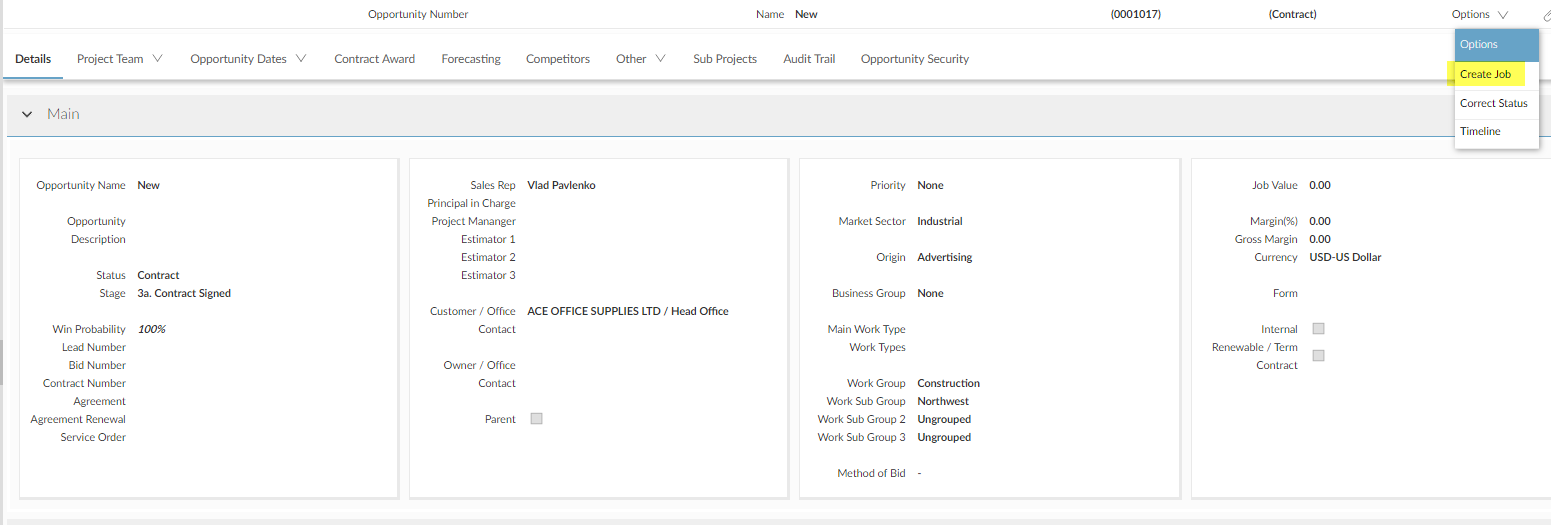 Opportunity Number Name New (0001017) (Contract) Options
Options
Create Job
Correct Status
Timeline
Details Project Team Opportunity Dates Contract Award Forecasting Competitors Other Sub Projects Audit Trail Opportunity Security
Main
Opportunity Name New
Opportunity
Description
Status Contract
Stage 3a. Contract Signed
Win Probability 100%
Lead Number
Bid Number
Contract Number
Agreement
Agreement Renewal
Service Order
Sales Rep Vlad Pavlenko
Principal in Charge
Project Mananger
Estimator 1
Estimator 2
Estimator 3
Customer / Office ACE OFFICE SUPPLIES LTD / Head Office
Contact
Owner / Office
Contact
Parent
Priority None
Market Sector Industrial
Origin Advertising
Business Group None
Main Work Type
Work Types
Work Group Construction
Work Sub Group Northwest
Work Sub Group 2 Ungrouped
Work Sub Group 3 Ungrouped
Method of Bid -
Job Value 0.00
Margin(%) 0.00
Gross Margin 0.00
Currency USD-US Dollar
Form
Internal
Renewable / Term
Contract